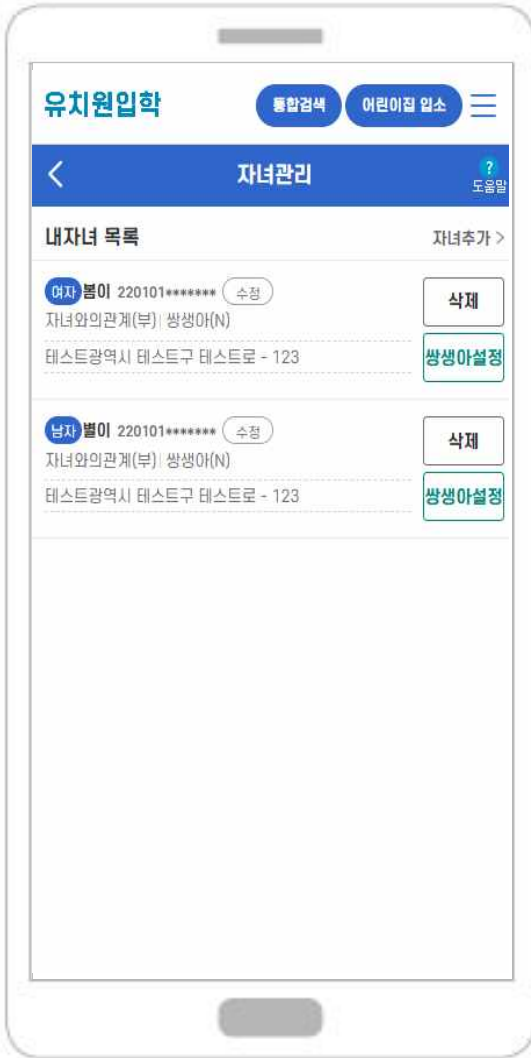 유치원입학 통합검색 어린이집 입소
자녀관리 ? 도움말
내자녀 목록 자녀추가 >
여자 봄이 220101******* 수정 삭제
자녀와의관계(부) | 쌍생아(N)
테스트광역시 테스트구 테스트로 - 123 쌍생아설정
남자 별이 220101******* 수정 삭제
자녀와의관계(부) | 쌍생아(N)
테스트광역시 테스트구 테스트로 - 123 쌍생아설정